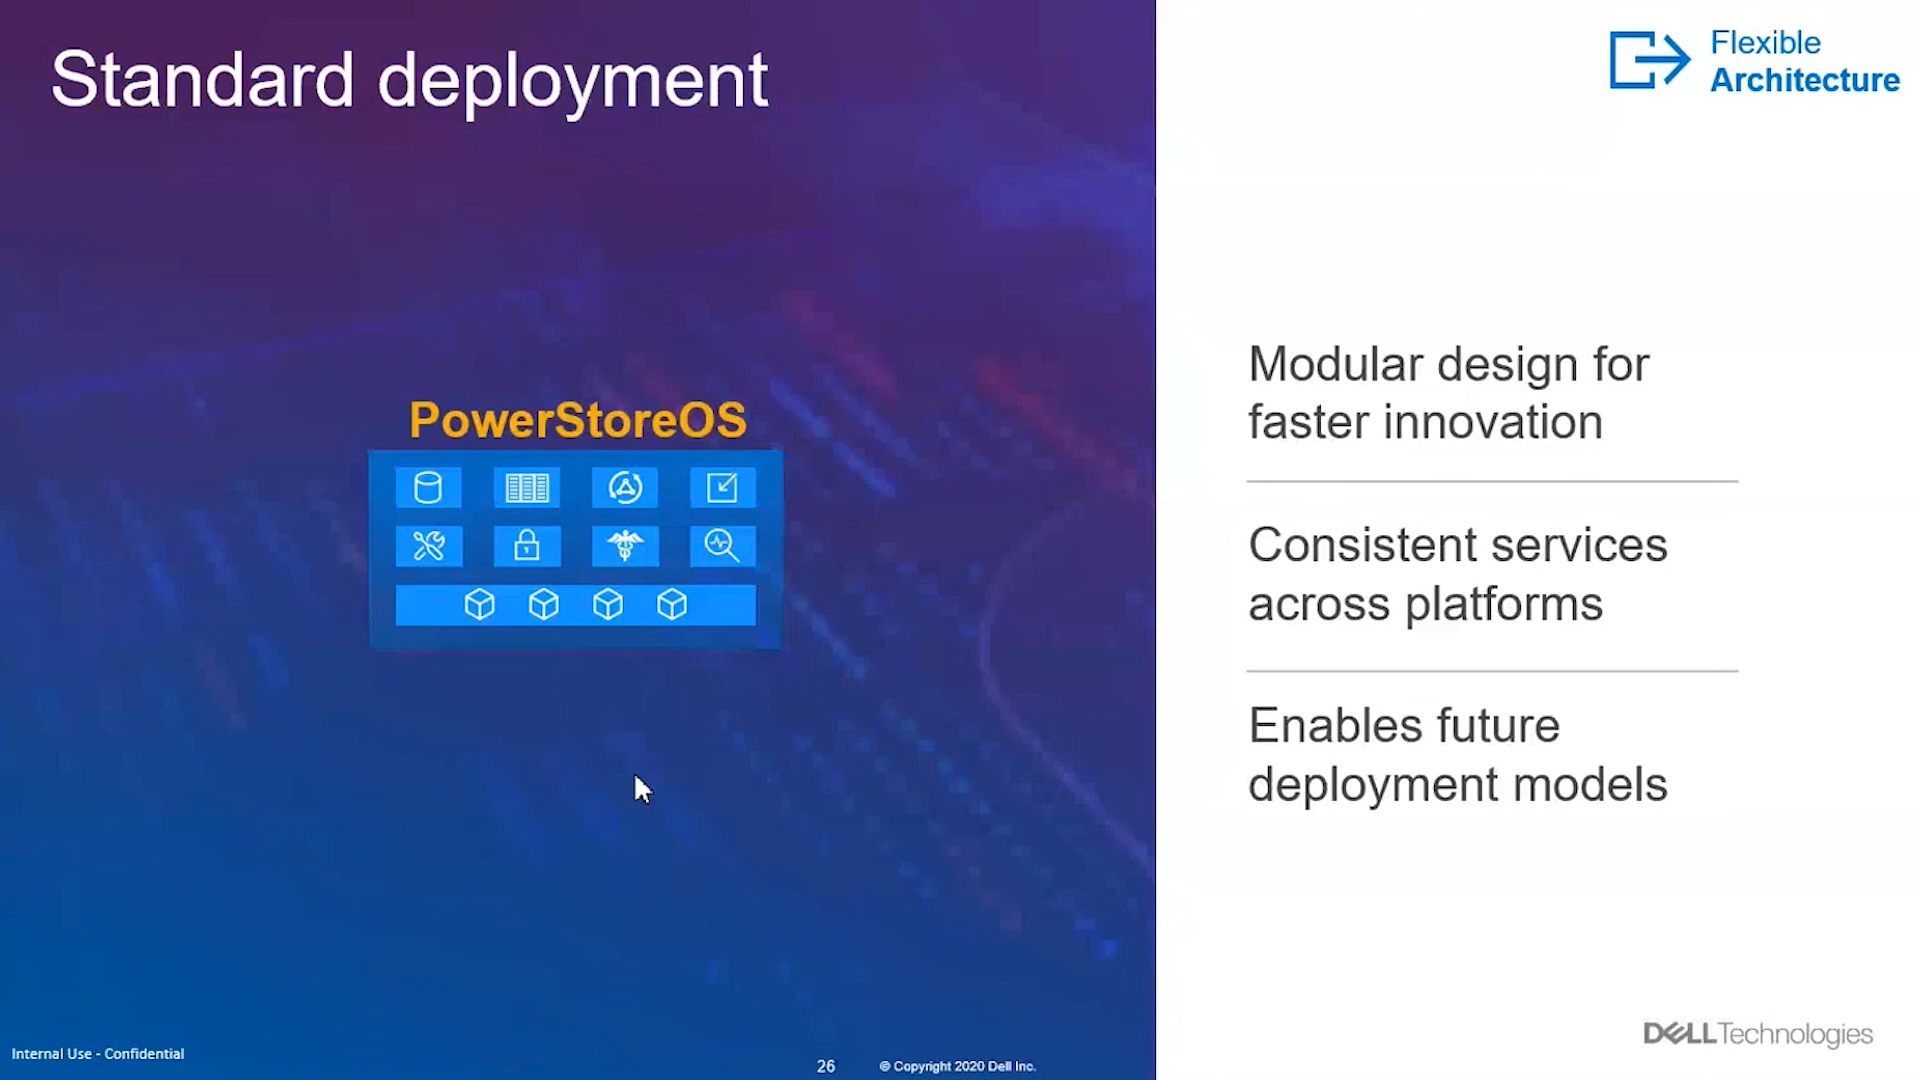 Standard deployment
Flexible
Architecture
PowerStoreOS
Modular design for
faster innovation
Consistent services
across platforms
Enables future
deployment models
Internal Use - Confidential
26
© Copyright 2020 Dell Inc.
DELLTechnologies